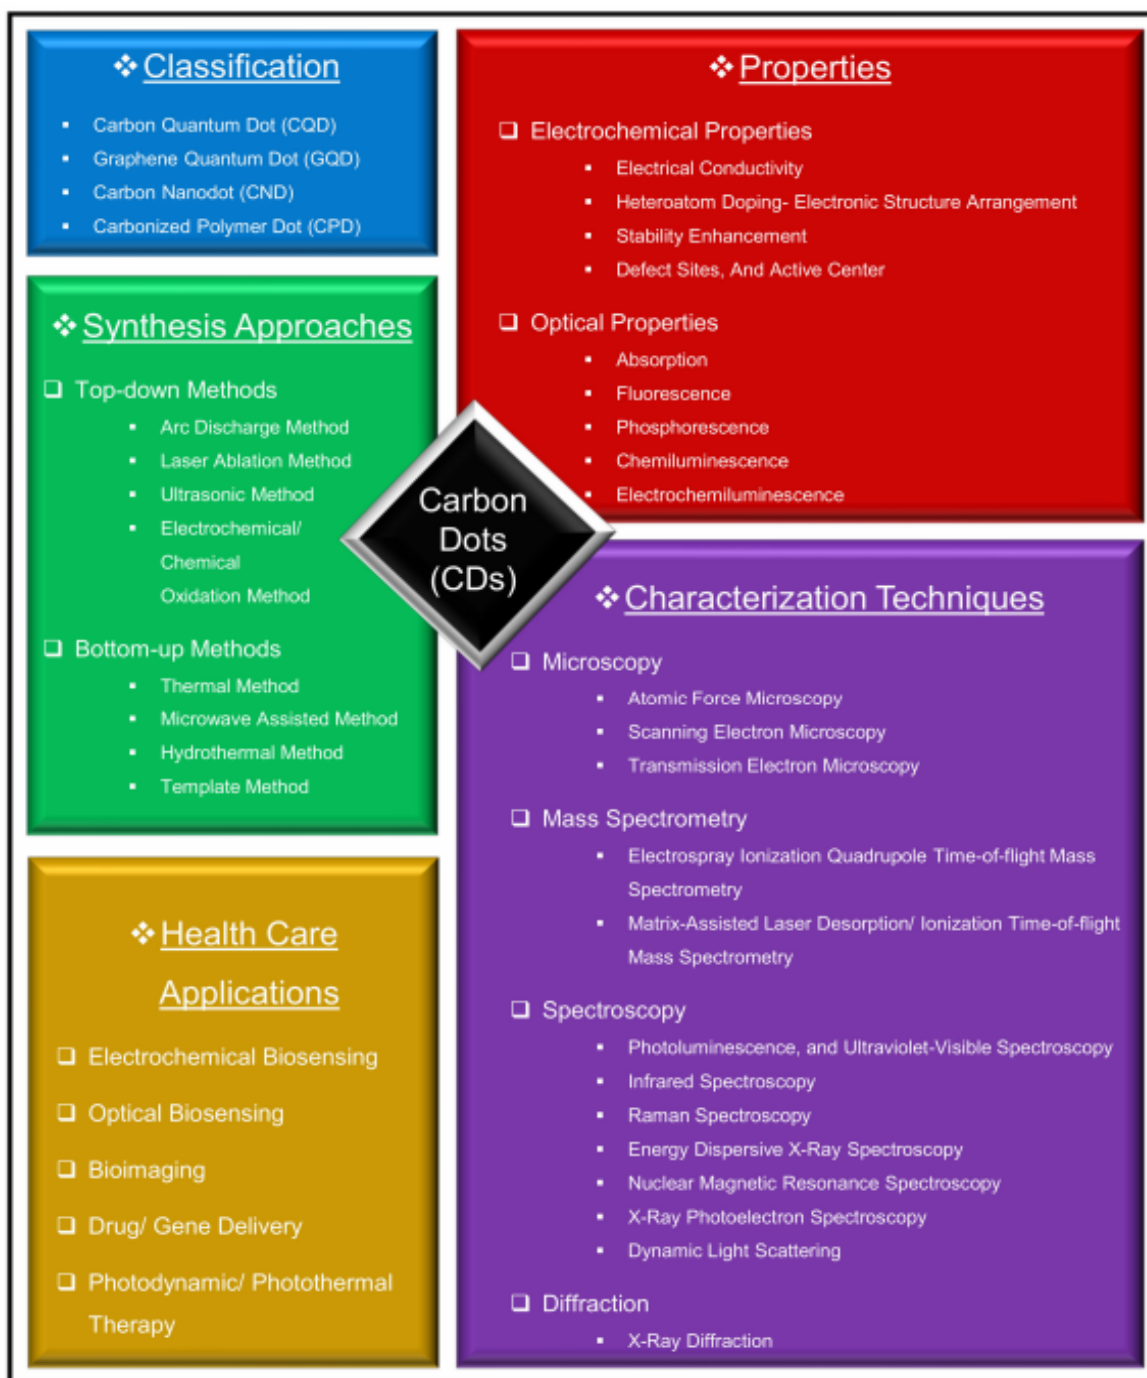 ❖ Classification
▪ Carbon Quantum Dot (CQD)
▪ Graphene Quantum Dot (GQD)
▪ Carbon Nanodot (CND)
▪ Carbonized Polymer Dot (CPD)
❖ Synthesis Approaches
❑ Top-down Methods
▪ Arc Discharge Method
▪ Laser Ablation Method
▪ Ultrasonic Method
▪ Electrochemical/
Chemical
Oxidation Method
❑ Bottom-up Methods
▪ Thermal Method
▪ Microwave Assisted Method
▪ Hydrothermal Method
▪ Template Method
❖ Health Care
Applications
❑ Electrochemical Biosensing
❑ Optical Biosensing
❑ Bioimaging
❑ Drug/ Gene Delivery
❑ Photodynamic/ Photothermal
Therapy
Carbon
Dots
(CDs)
❖ Properties
❑ Electrochemical Properties
▪ Electrical Conductivity
▪ Heteroatom Doping- Electronic Structure Arrangement
▪ Stability Enhancement
▪ Defect Sites, And Active Center
❑ Optical Properties
▪ Absorption
▪ Fluorescence
▪ Phosphorescence
▪ Chemiluminescence
▪ Electrochemiluminescence
❖ Characterization Techniques
❑ Microscopy
▪ Atomic Force Microscopy
▪ Scanning Electron Microscopy
▪ Transmission Electron Microscopy
❑ Mass Spectrometry
▪ Electrospray Ionization Quadrupole Time-of-flight Mass
Spectrometry
▪ Matrix-Assisted Laser Desorption/ Ionization Time-of-flight
Mass Spectrometry
❑ Spectroscopy
▪ Photoluminescence, and Ultraviolet-Visible Spectroscopy
▪ Infrared Spectroscopy
▪ Raman Spectroscopy
▪ Energy Dispersive X-Ray Spectroscopy
▪ Nuclear Magnetic Resonance Spectroscopy
▪ X-Ray Photoelectron Spectroscopy
▪ Dynamic Light Scattering
❑ Diffraction
▪ X-Ray Diffraction